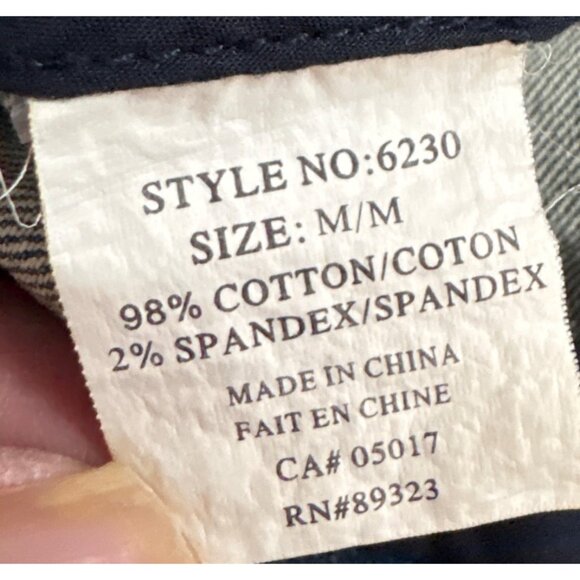 STYLE NO:6230
SIZE: M/M
98% COTTON/COTON
2% SPANDEX/SPANDEX
MADE IN CHINA
FAIT EN CHINE
CA# 05017
RN#89323